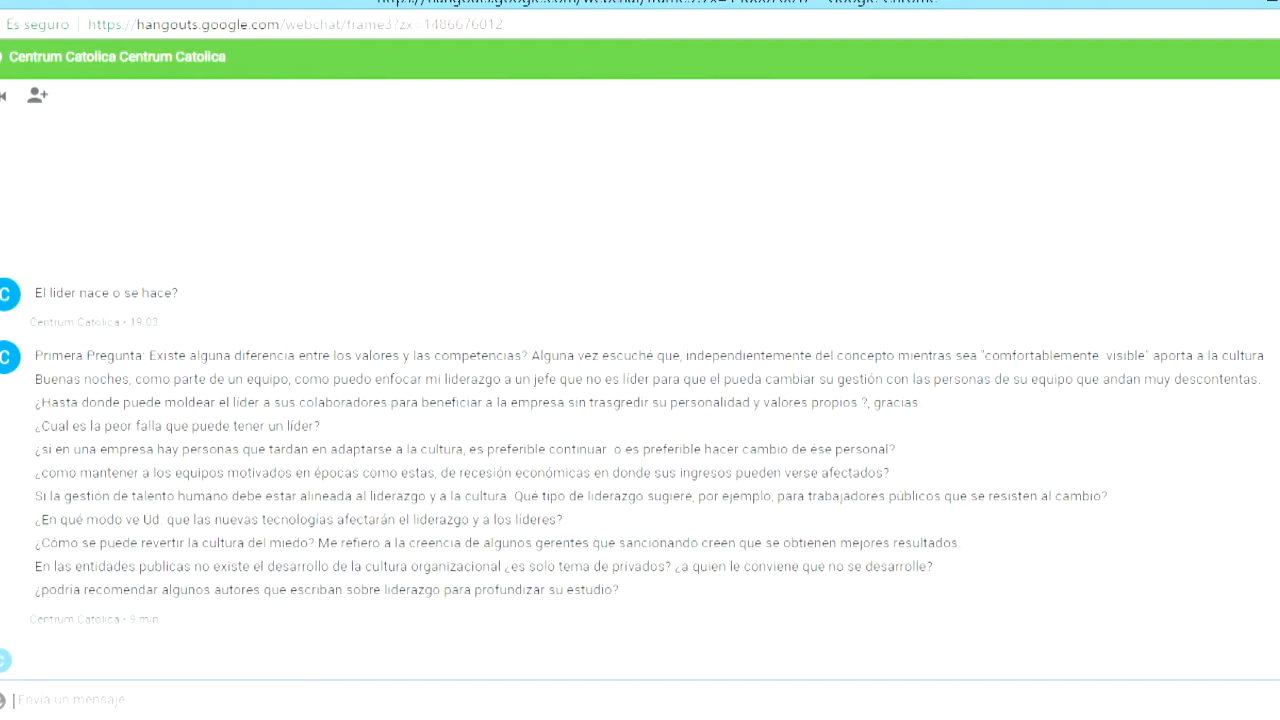 Es seguro | https://hangouts.google.com/webchat/frame3?zx=1486676012
Centrum Catolica Centrum Catolica
El lider nace o se hace?
Centrum Catolica • 19:03
Primera Pregunta: Existe alguna diferencia entre los valores y las competencias? Alguna vez escuché que, independientemente del concepto mientras sea "comfortablemente visible" aporta a la cultura
Buenas noches, como parte de un equipo, como puedo enfocar mi liderazgo a un jefe que no es líder para que el pueda cambiar su gestión con las personas de su equipo que andan muy descontentas.
¿Hasta donde puede moldear el líder a sus colaboradores para beneficiar a la empresa sin trasgredir su personalidad y valores propios ?, gracias
¿Cual es la peor falla que puede tener un líder?
¿si en una empresa hay personas que tardan en adaptarse a la cultura, es preferible continuar o es preferible hacer cambio de ése personal?
¿como mantener a los equipos motivados en épocas como estas, de recesión económicas en donde sus ingresos pueden verse afectados?
Si la gestión de talento humano debe estar alineada al liderazgo y a la cultura. Qué tipo de liderazgo sugiere, por ejemplo, para trabajadores públicos que se resisten al cambio?
¿En qué modo ve Ud. que las nuevas tecnologías afectarán el liderazgo y a los líderes?
¿Cómo se puede revertir la cultura del miedo? Me refiero a la creencia de algunos gerentes que sancionando creen que se obtienen mejores resultados.
En las entidades publicas no existe el desarrollo de la cultura organizacional ¿es solo tema de privados? ¿a quien le conviene que no se desarrolle?
¿podría recomendar algunos autores que escriban sobre liderazgo para profundizar su estudio?
Centrum Catolica • 9 min
Envía un mensaje